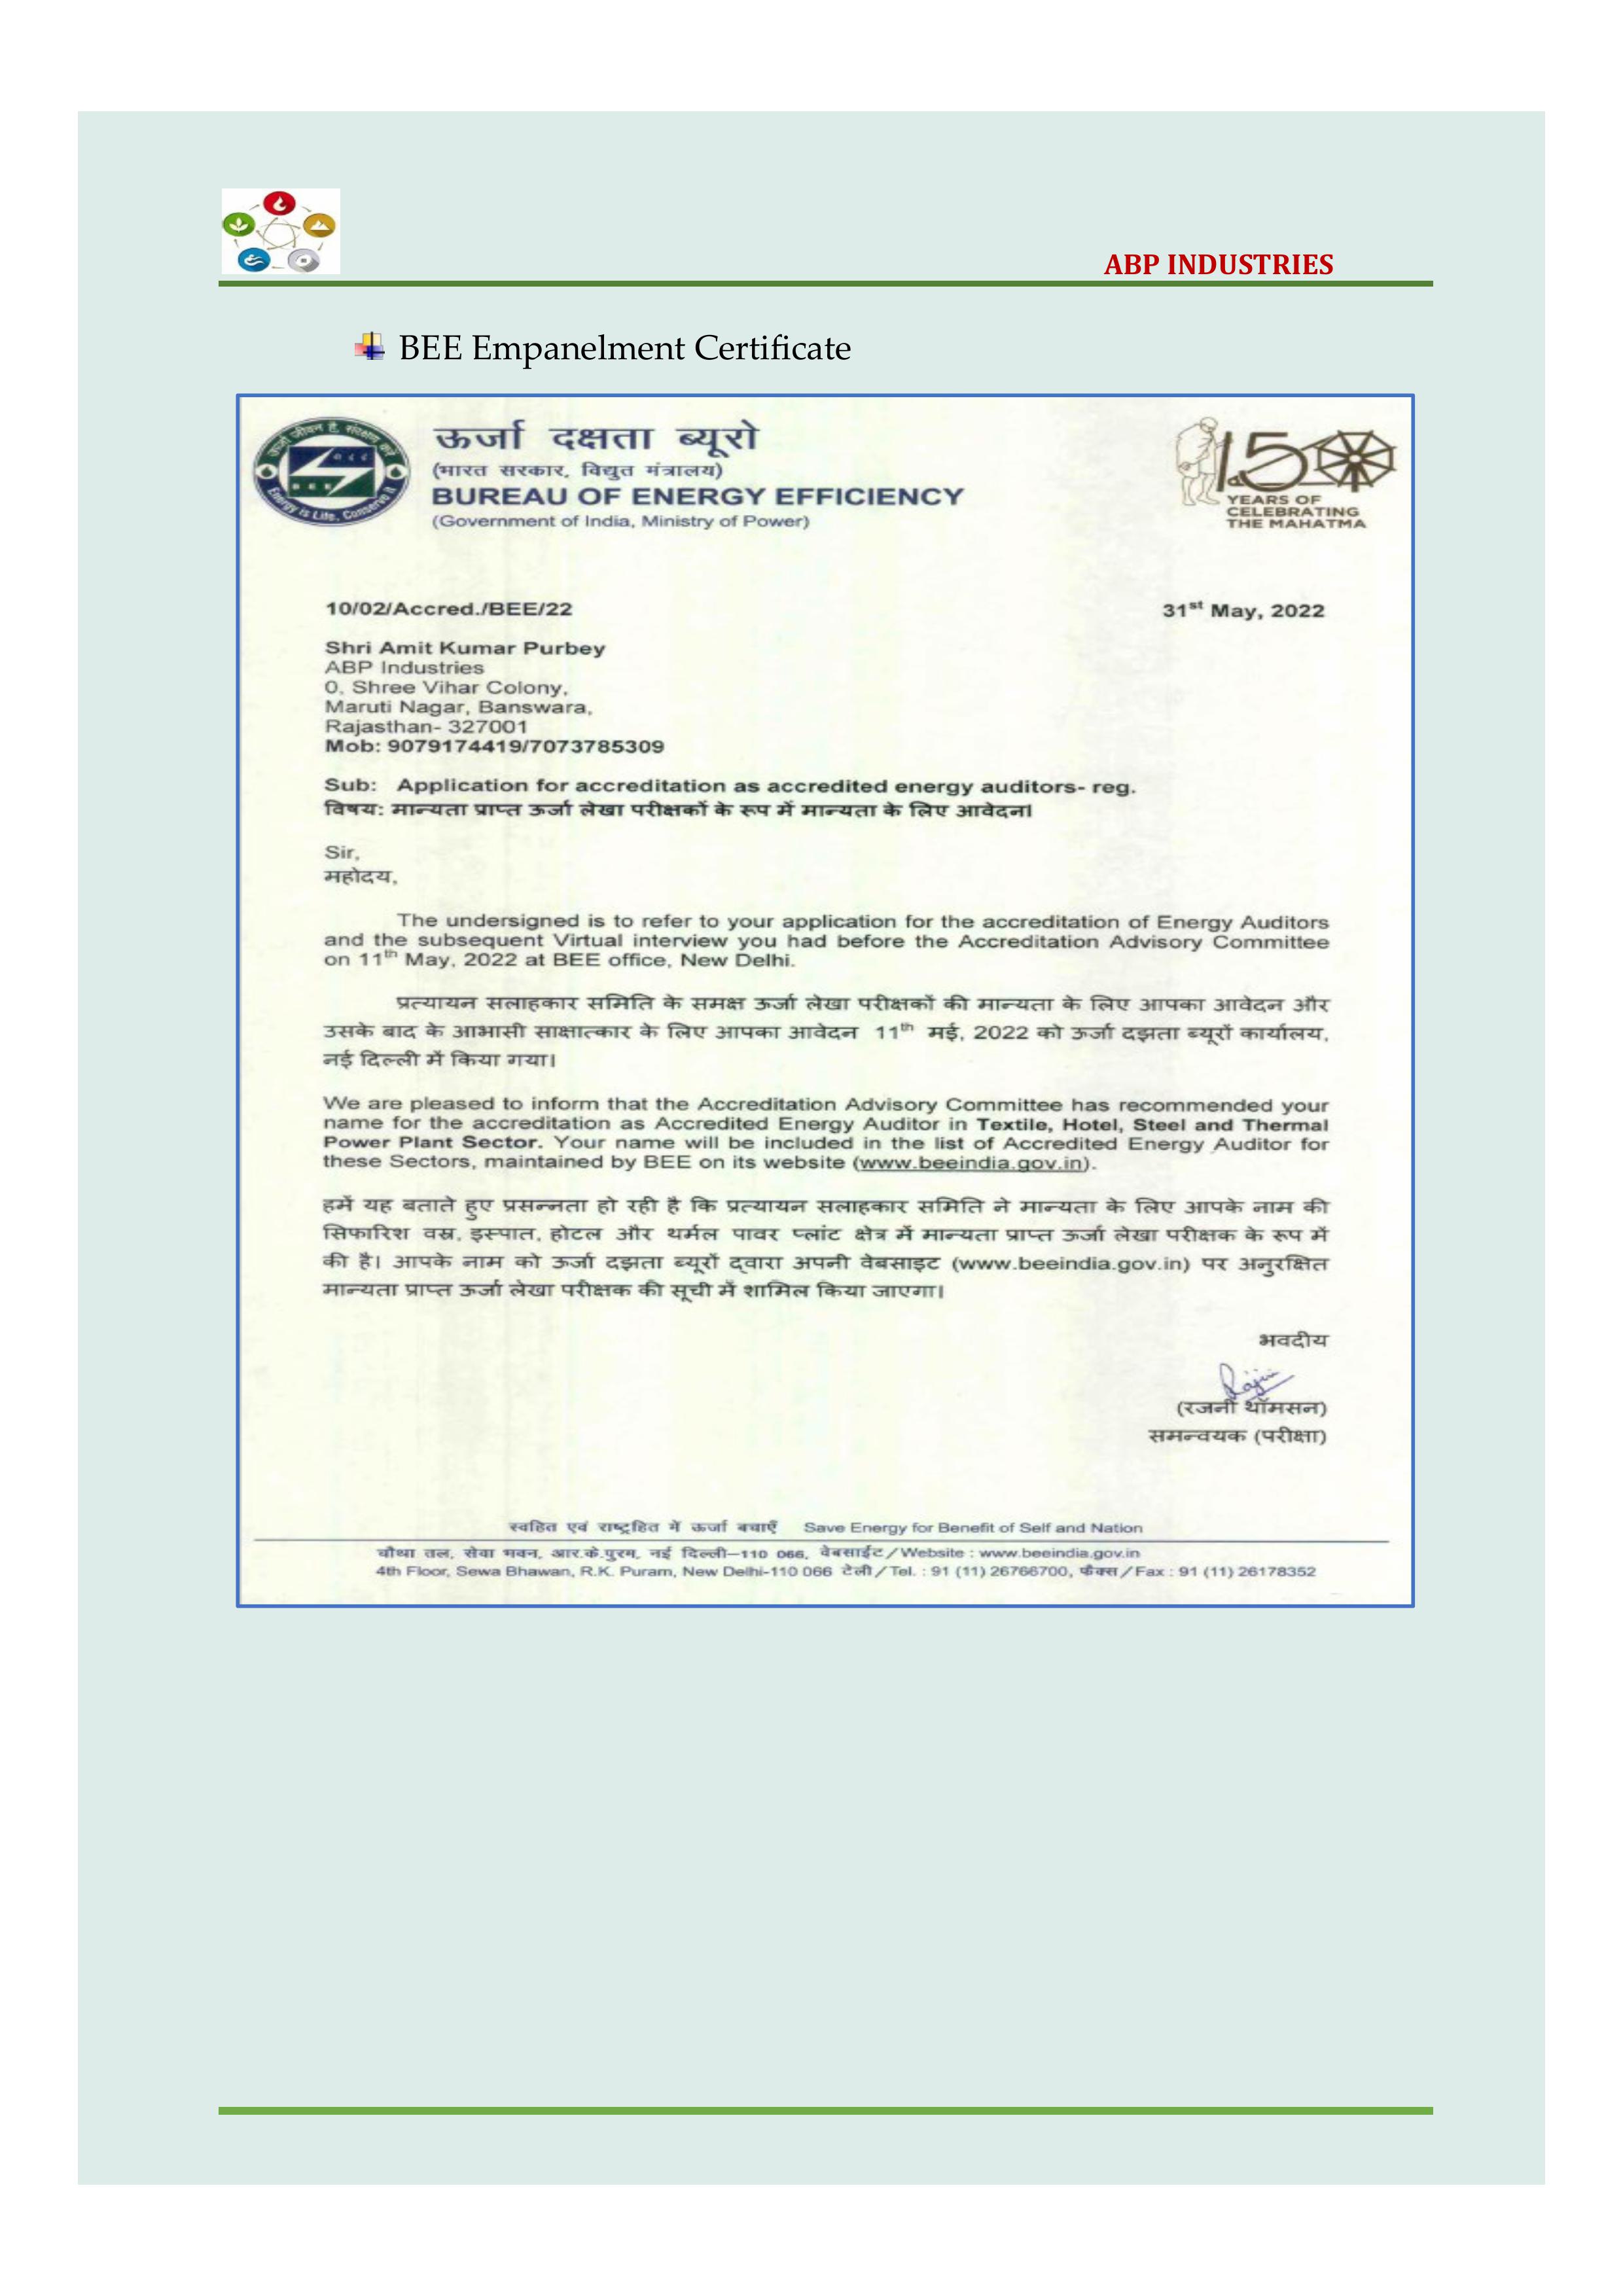 ABP INDUSTRIES
BEE Empanelment Certificate
ऊर्जा जीवन है, संरक्षण करें
BEE
Energy is Life, Conserve it
ऊर्जा दक्षता ब्यूरो
(भारत सरकार, विद्युत मंत्रालय)
BUREAU OF ENERGY EFFICIENCY
(Government of India, Ministry of Power)
150
YEARS OF
CELEBRATING
THE MAHATMA
10/02/Accred./BEE/22 31st May, 2022
Shri Amit Kumar Purbey
ABP Industries
0, Shree Vihar Colony,
Maruti Nagar, Banswara,
Rajasthan- 327001
Mob: 9079174419/7073785309
Sub: Application for accreditation as accredited energy auditors- reg.
विषय: मान्यता प्राप्त ऊर्जा लेखा परीक्षकों के रूप में मान्यता के लिए आवेदन।
Sir,
महोदय,
The undersigned is to refer to your application for the accreditation of Energy Auditors
and the subsequent Virtual interview you had before the Accreditation Advisory Committee
on 11th May, 2022 at BEE office, New Delhi.
प्रत्यायन सलाहकार समिति के समक्ष ऊर्जा लेखा परीक्षकों की मान्यता के लिए आपका आवेदन और
उसके बाद के आभासी साक्षात्कार के लिए आपका आवेदन 11th मई, 2022 को ऊर्जा दझता ब्यूरों कार्यालय,
नई दिल्ली में किया गया।
We are pleased to inform that the Accreditation Advisory Committee has recommended your
name for the accreditation as Accredited Energy Auditor in Textile, Hotel, Steel and Thermal
Power Plant Sector. Your name will be included in the list of Accredited Energy Auditor for
these Sectors, maintained by BEE on its website (www.beeindia.gov.in).
हमें यह बताते हुए प्रसन्नता हो रही है कि प्रत्यायन सलाहकार समिति ने मान्यता के लिए आपके नाम की
सिफारिश वस्र, इस्पात, होटल और थर्मल पावर प्लांट क्षेत्र में मान्यता प्राप्त ऊर्जा लेखा परीक्षक के रूप में
की है। आपके नाम को ऊर्जा दझता ब्यूरों द्वारा अपनी वेबसाइट (www.beeindia.gov.in) पर अनुरक्षित
मान्यता प्राप्त ऊर्जा लेखा परीक्षक की सूची में शामिल किया जाएगा।
भवदीय
(रजनी थॉमसन)
समन्वयक (परीक्षा)
स्वहित एवं राष्ट्रहित में ऊर्जा बचाएँ Save Energy for Benefit of Self and Nation
चौथा तल, सेवा भवन, आर.के.पुरम, नई दिल्ली–110 066, वेबसाईट/Website : www.beeindia.gov.in
4th Floor, Sewa Bhawan, R.K. Puram, New Delhi-110 066 टेली/Tel. : 91 (11) 26766700, फैक्स/Fax : 91 (11) 26178352